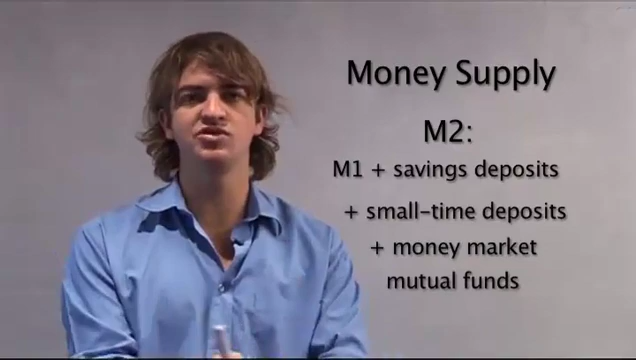 Money Supply
M2:
M1 + savings deposits
+ small-time deposits
+ money market
mutual funds